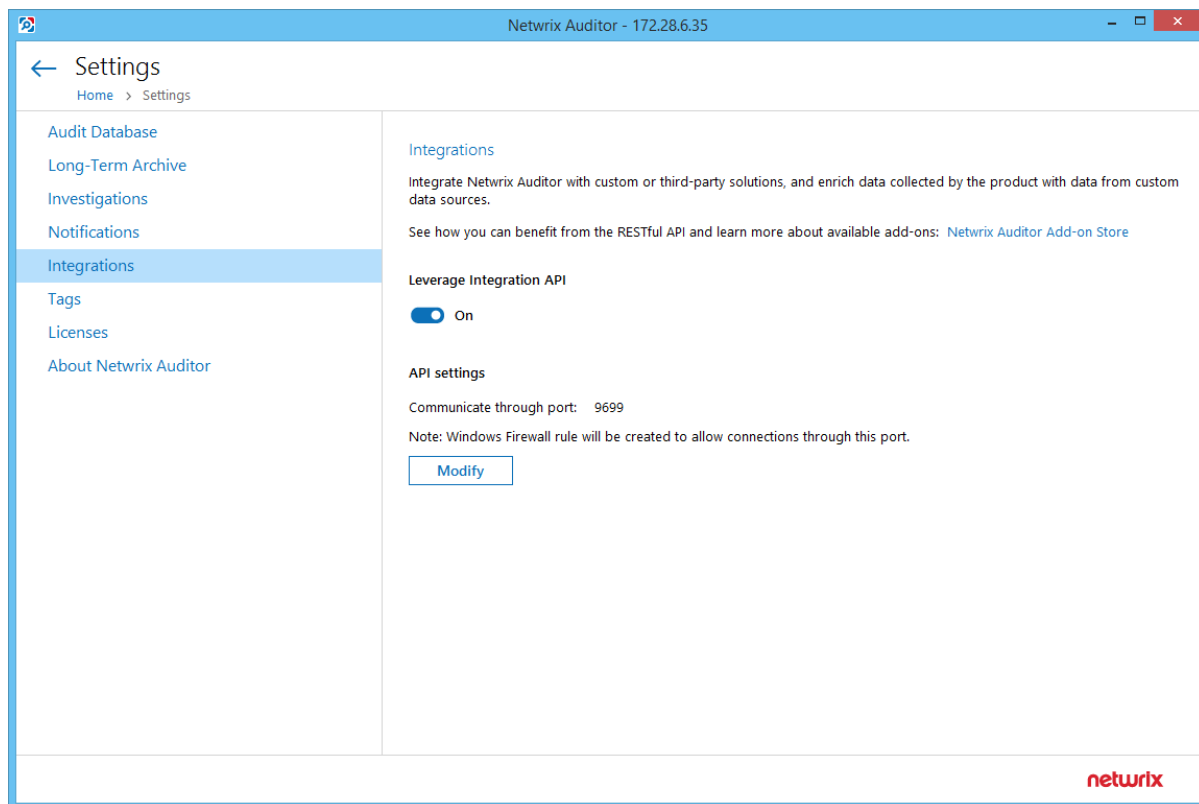 Netwrix Auditor - 172.28.6.35
Settings
Home > Settings
Audit Database
Long-Term Archive
Investigations
Notifications
Integrations
Tags
Licenses
About Netwrix Auditor
Integrations
Integrate Netwrix Auditor with custom or third-party solutions, and enrich data collected by the product with data from custom
data sources.
See how you can benefit from the RESTful API and learn more about available add-ons: Netwrix Auditor Add-on Store
Leverage Integration API
On
API settings
Communicate through port: 9699
Note: Windows Firewall rule will be created to allow connections through this port.
Modify
netwrix